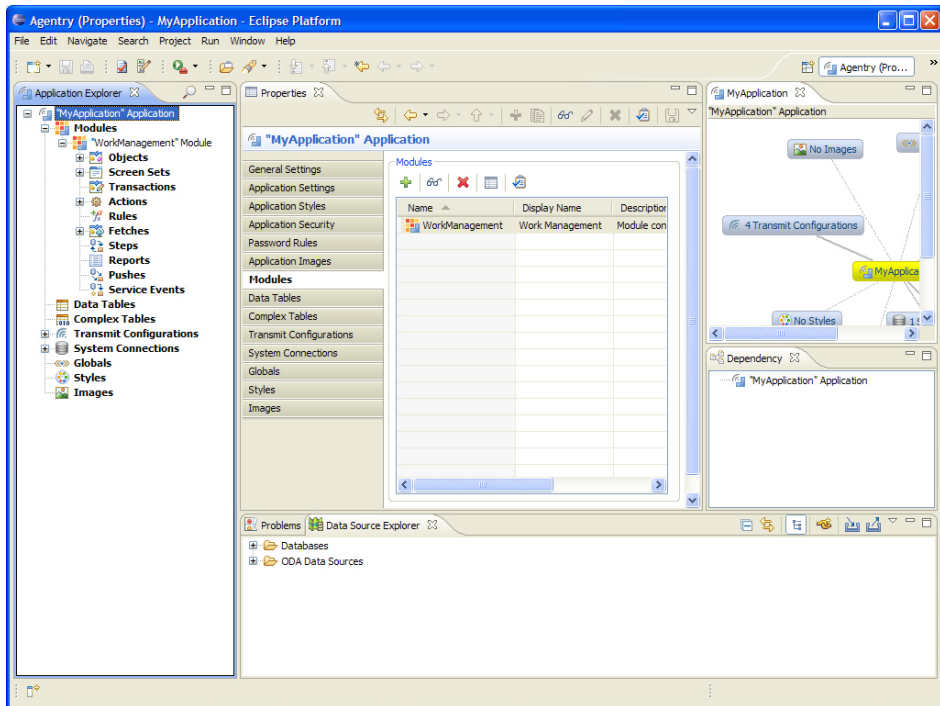 Agentry (Properties) - MyApplication - Eclipse Platform
File Edit Navigate Search Project Run Window Help
Agentry (Pro...
»
Application Explorer
"MyApplication" Application
Modules
"WorkManagement" Module
Objects
Screen Sets
Transactions
Actions
Rules
Fetches
Steps
Reports
Pushes
Service Events
Data Tables
Complex Tables
Transmit Configurations
System Connections
Globals
Styles
Images
Properties
"MyApplication" Application
General Settings
Application Settings
Application Styles
Application Security
Password Rules
Application Images
Modules
Data Tables
Complex Tables
Transmit Configurations
System Connections
Globals
Styles
Images
Modules
Name Display Name Description
WorkManagement Work Management Module con
MyApplication
"MyApplication" Application
No Images
4 Transmit Configurations
MyApplica
No Styles
Dependency
"MyApplication" Application
Problems Data Source Explorer
Databases
ODA Data Sources